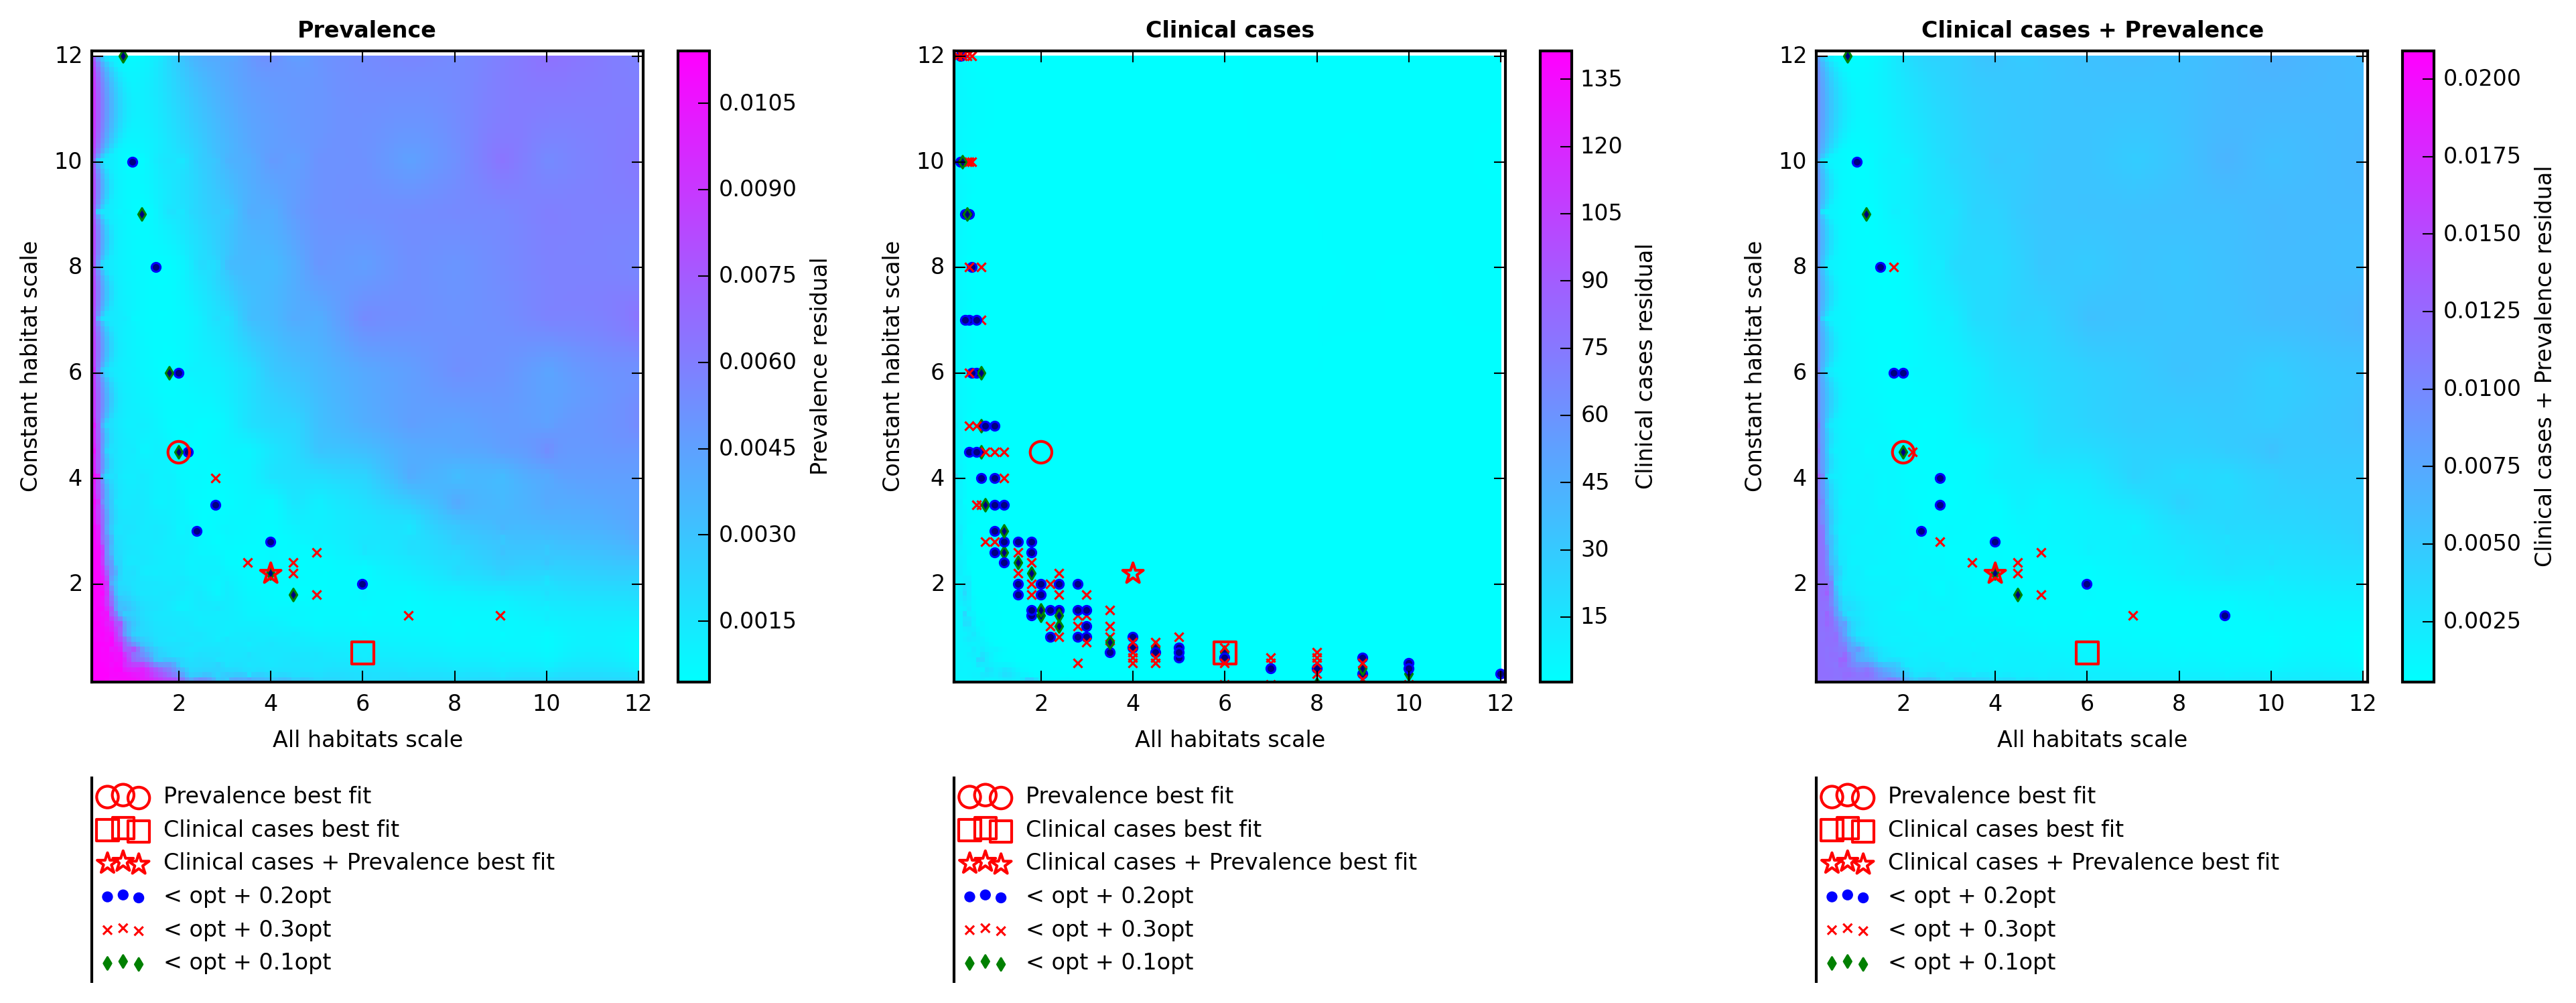 Prevalence
12
10
8
6
4
2
2 4 6 8 10 12
Constant habitat scale
All habitats scale
0.0105
0.0090
0.0075
0.0060
0.0045
0.0030
0.0015
Prevalence residual
Prevalence best fit
Clinical cases best fit
Clinical cases + Prevalence best fit
< opt + 0.2opt
< opt + 0.3opt
< opt + 0.1opt
Clinical cases
12
10
8
6
4
2
2 4 6 8 10 12
Constant habitat scale
All habitats scale
135
120
105
90
75
60
45
30
15
Clinical cases residual
Prevalence best fit
Clinical cases best fit
Clinical cases + Prevalence best fit
< opt + 0.2opt
< opt + 0.3opt
< opt + 0.1opt
Clinical cases + Prevalence
12
10
8
6
4
2
2 4 6 8 10 12
Constant habitat scale
All habitats scale
0.0200
0.0175
0.0150
0.0125
0.0100
0.0075
0.0050
0.0025
Clinical cases + Prevalence residual
Prevalence best fit
Clinical cases best fit
Clinical cases + Prevalence best fit
< opt + 0.2opt
< opt + 0.3opt
< opt + 0.1opt